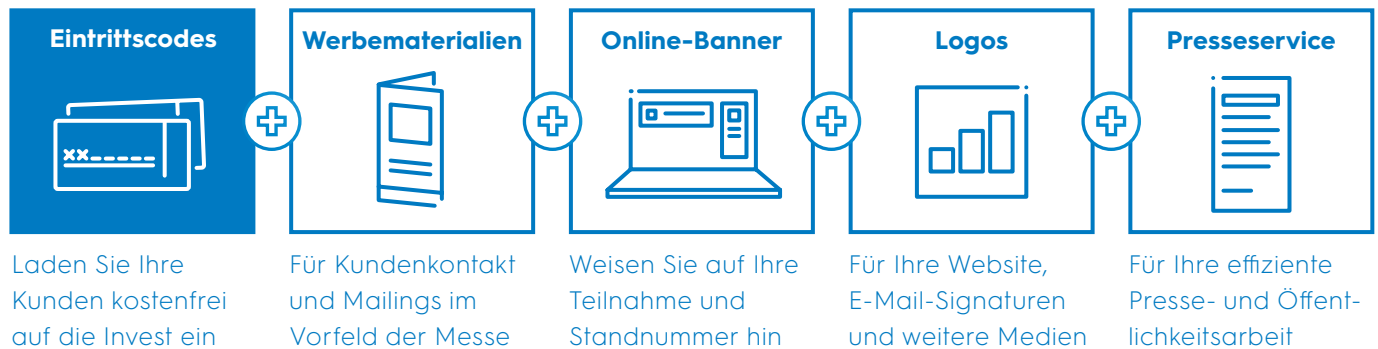 Eintrittscodes
xx_____
Laden Sie Ihre
Kunden kostenfrei
auf die Invest ein
Werbematerialien
Für Kundenkontakt
und Mailings im
Vorfeld der Messe
Online-Banner
Weisen Sie auf Ihre
Teilnahme und
Standnummer hin
Logos
Für Ihre Website,
E-Mail-Signaturen
und weitere Medien
Presseservice
Für Ihre effiziente
Presse- und Öffent-
lichkeitsarbeit